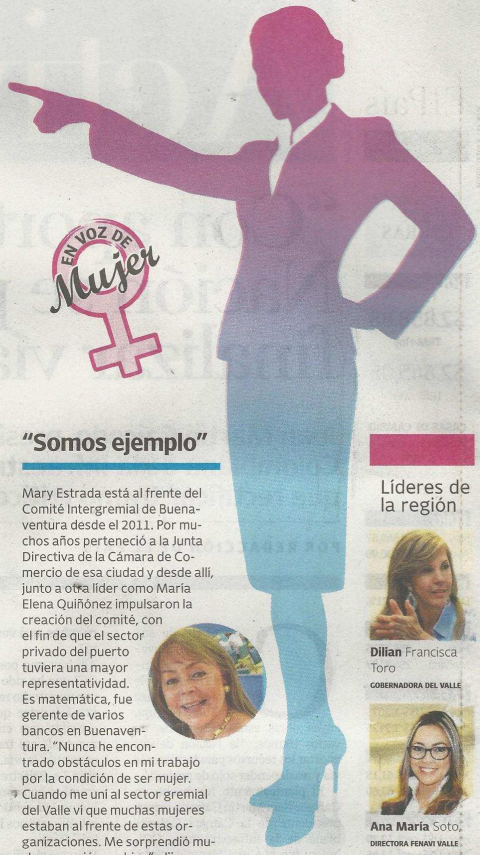 EN VOZ DE
Mujer
“Somos ejemplo”
Mary Estrada está al frente del
Comité Intergremial de Buena-
ventura desde el 2011. Por mu-
chos años perteneció a la Junta
Directiva de la Cámara de Co-
mercio de esa ciudad y desde allí,
junto a otra líder como María
Elena Quiñónez impulsaron la
creación del comité, con
el fin de que el sector
privado del puerto
tuviera una mayor
representatividad.
Es matemática, fue
gerente de varios
bancos en Buenaven-
tura. “Nunca he encon-
trado obstáculos en mi trabajo
por la condición de ser mujer.
Cuando me uní al sector gremial
del Valle vi que muchas mujeres
estaban al frente de estas or-
ganizaciones. Me sorprendió mu-
Líderes de
la región
Dilian Francisca
Toro
GOBERNADORA DEL VALLE
Ana María Soto,
DIRECTORA FENAVI VALLE